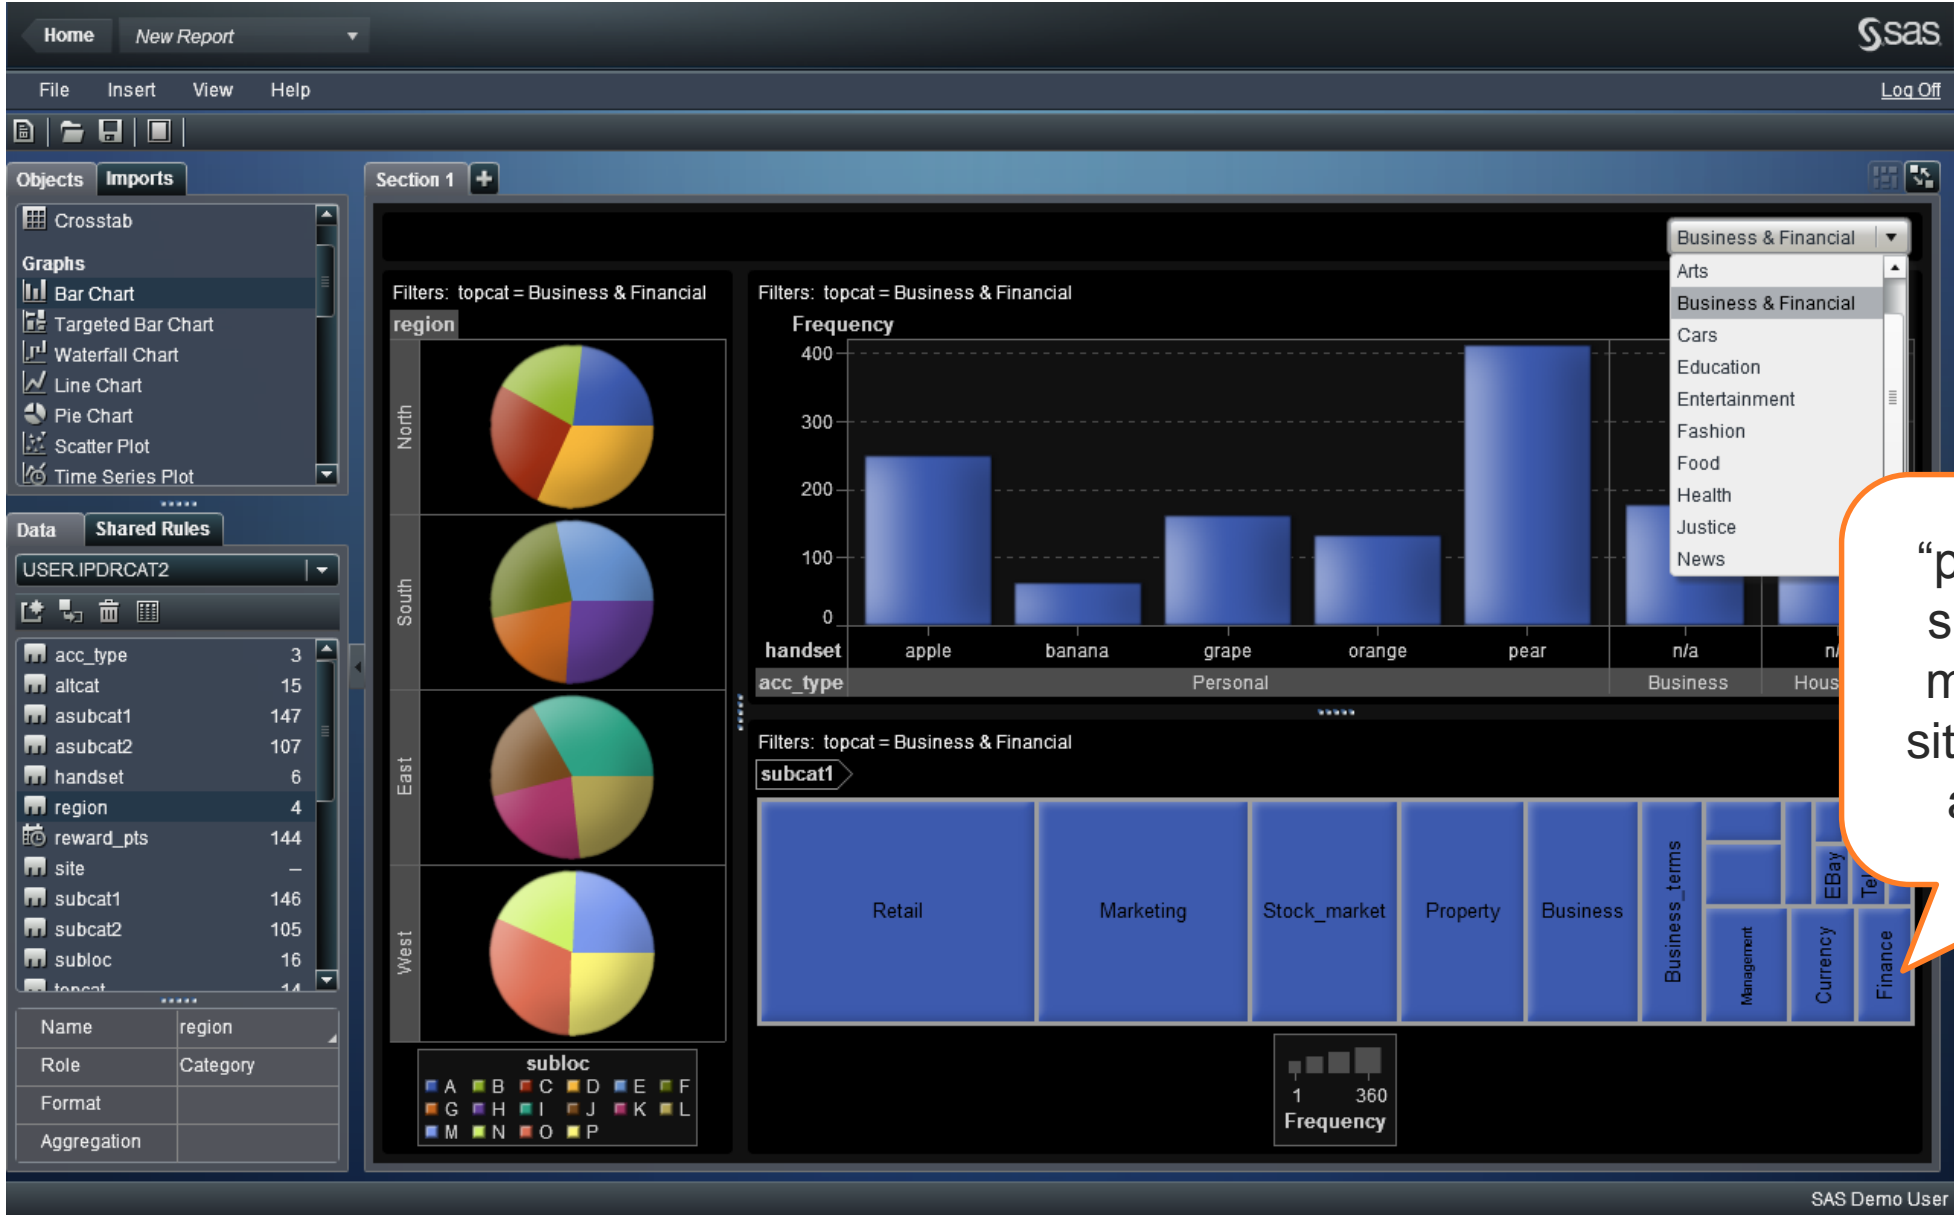 Home New Report
sas
File Insert View Help
Log Off
Objects Imports
Crosstab
Graphs
Bar Chart
Targeted Bar Chart
Waterfall Chart
Line Chart
Pie Chart
Scatter Plot
Time Series Plot
Data Shared Rules
USER.IPDRCAT2
acc_type 3
altcat 15
asubcat1 147
asubcat2 107
handset 6
region 4
reward_pts 144
site –
subcat1 146
subcat2 105
subloc 16
topcat 14
Name region
Role Category
Format
Aggregation
Section 1
Filters: topcat = Business & Financial
region
North
South
East
West
subloc
A B C D E F
G H I J K L
M N O P
Filters: topcat = Business & Financial
Frequency
400
300
200
100
0
handset apple banana grape orange pear n/a
acc_type Personal Business
Business & Financial
Arts
Business & Financial
Cars
Education
Entertainment
Fashion
Food
Health
Justice
News
Filters: topcat = Business & Financial
subcat1
Retail
Marketing
Stock_market
Property
Business
Business_terms
Management
EBay
Currency
Finance
1 360
Frequency
SAS Demo User